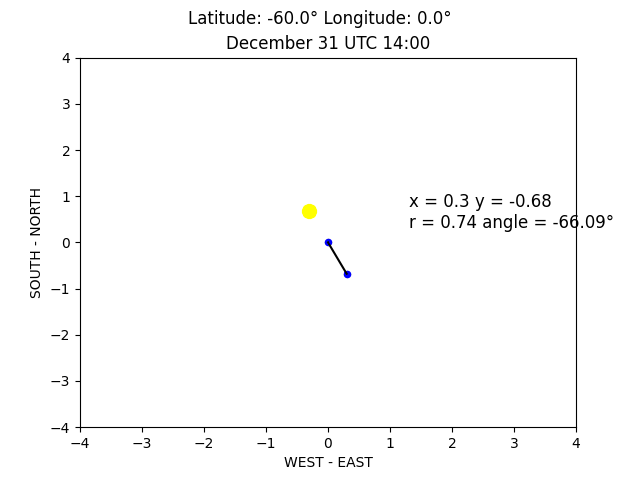 Latitude: -60.0° Longitude: 0.0°
December 31 UTC 14:00
4
3
2
1
0
−1
−2
−3
−4
SOUTH - NORTH
x = 0.3 y = -0.68
r = 0.74 angle = -66.09°
−4 −3 −2 −1 0 1 2 3 4
WEST - EAST